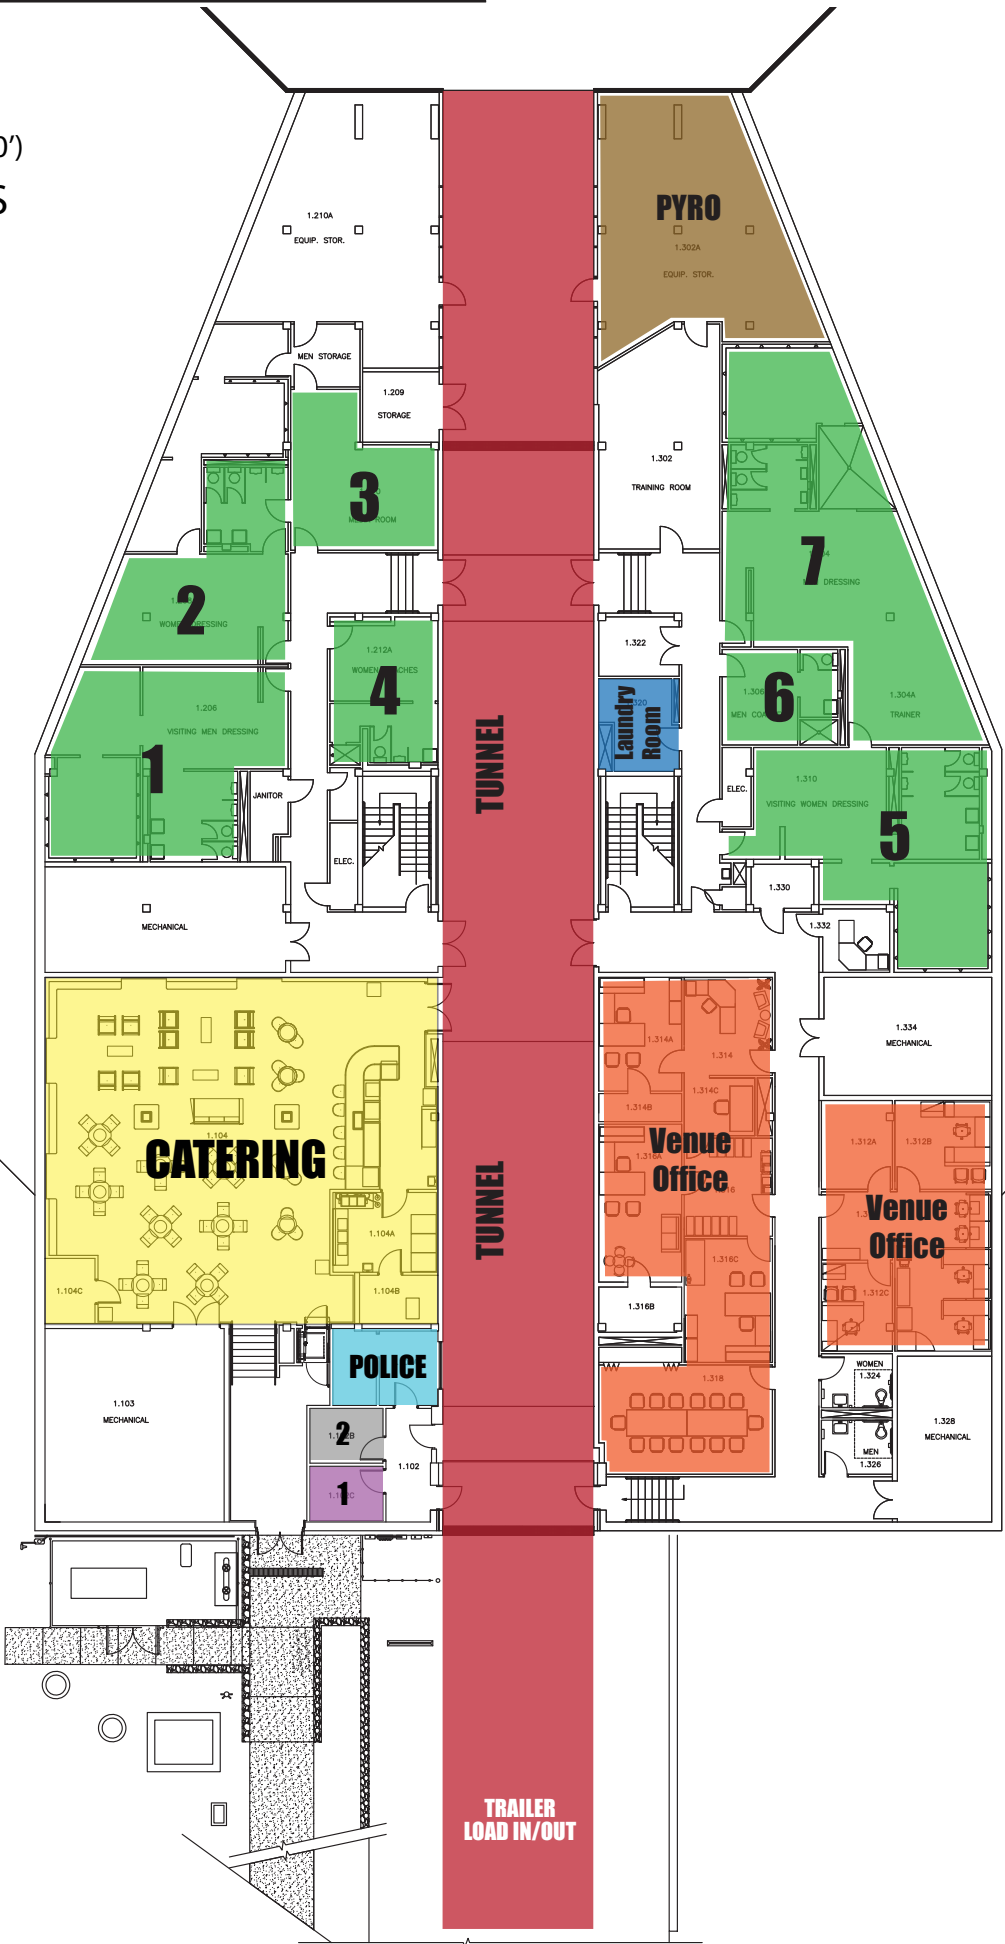 0’)
S
1.210A
EQUIP. STOR.
PYRO
1.302A
EQUIP. STOR.
MEN STORAGE
1.209
STORAGE
3
ROOM
1.302
TRAINING ROOM
7
DRESSING
2
WOMEN DRESSING
1.212A
4
1.322
Laundry
Room
6
1.304A
TRAINER
1.206
VISITING MEN DRESSING
1
TUNNEL
JANITOR
ELEC.
ELEC.
1.310
VISITING WOMEN DRESSING
5
1.330
1.332
MECHANICAL
1.334
MECHANICAL
1.314A
1.314
1.314C
1.314B
1.316A
Venue
Office
1.316C
1.316B
1.318
1.312A
1.312B
Venue
Office
1.312C
CATERING
1.104
1.104A
1.104B
1.104C
TUNNEL
POLICE
1.103
MECHANICAL
2
1.102
1
WOMEN
1.324
MEN
1.326
1.328
MECHANICAL
TRAILER
LOAD IN/OUT